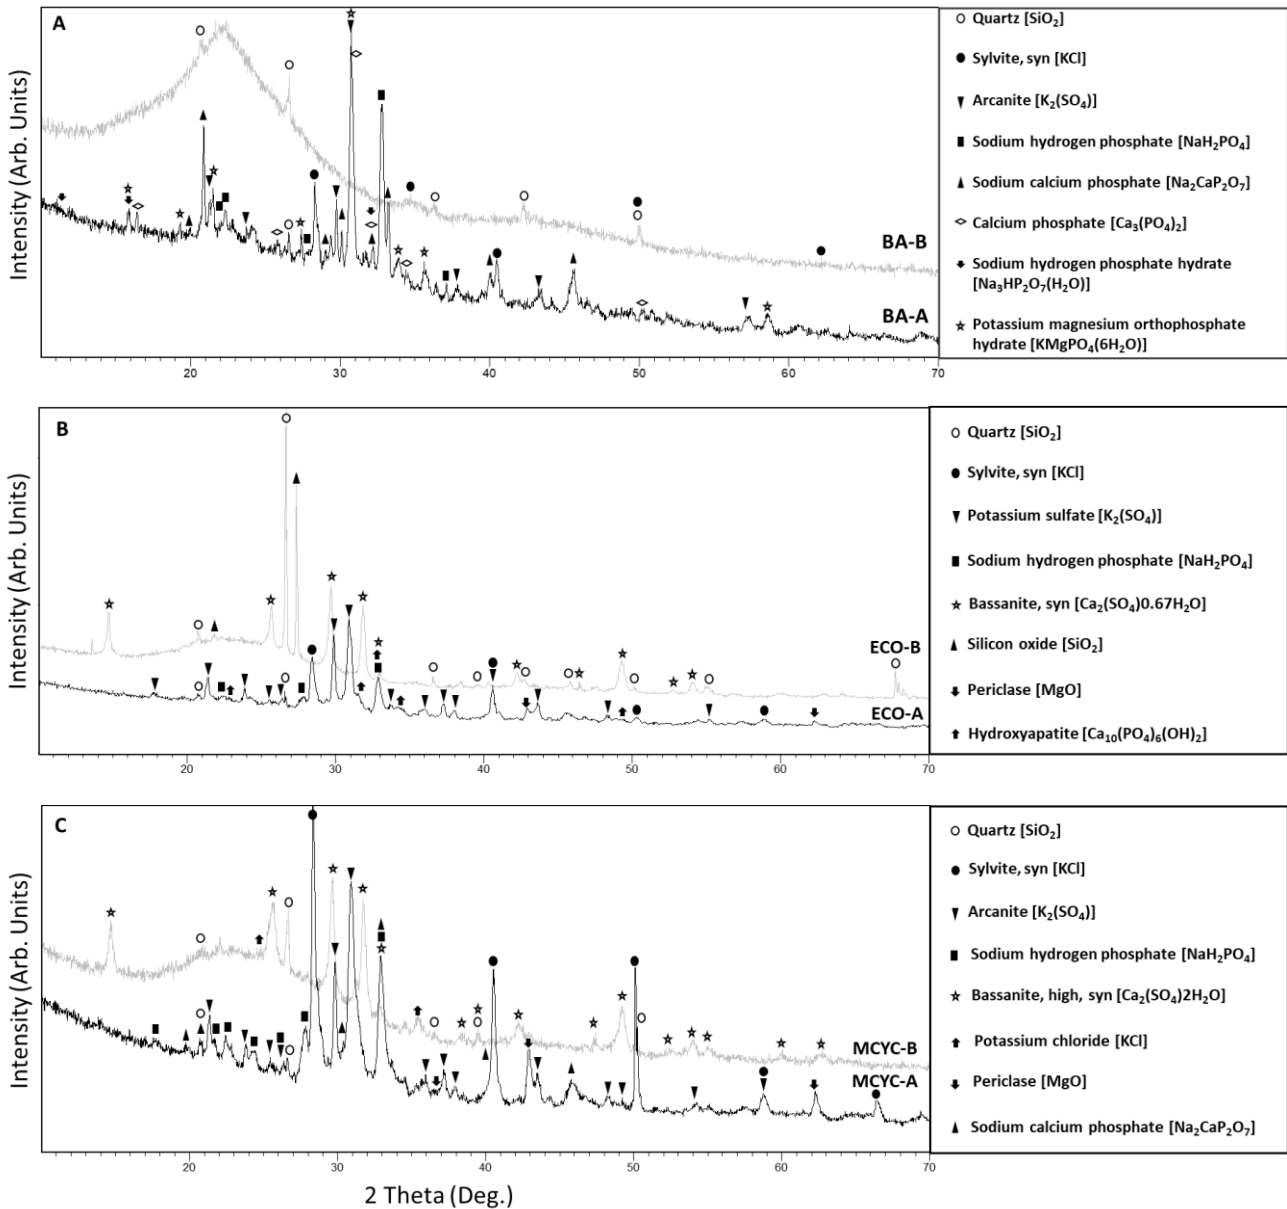 A
Intensity (Arb. Units)
BA-B
BA-A
20 30 40 50 60 70
Quartz [SiO2]
Sylvite, syn [KCl]
Arcanite [K2(SO4)]
Sodium hydrogen phosphate [NaH2PO4]
Sodium calcium phosphate [Na2CaP2O7]
Calcium phosphate [Ca3(PO4)2]
Sodium hydrogen phosphate hydrate
[Na3HP2O7(H2O)]
Potassium magnesium orthophosphate
hydrate [KMgPO4(6H2O)]
B
Intensity (Arb. Units)
ECO-B
ECO-A
20 30 40 50 60 70
Quartz [SiO2]
Sylvite, syn [KCl]
Potassium sulfate [K2(SO4)]
Sodium hydrogen phosphate [NaH2PO4]
Bassanite, syn [Ca2(SO4)0.67H2O]
Silicon oxide [SiO2]
Periclase [MgO]
Hydroxyapatite [Ca10(PO4)6(OH)2]
C
Intensity (Arb. Units)
MCYC-B
MCYC-A
20 30 40 50 60 70
2 Theta (Deg.)
Quartz [SiO2]
Sylvite, syn [KCl]
Arcanite [K2(SO4)]
Sodium hydrogen phosphate [NaH2PO4]
Bassanite, high, syn [Ca2(SO4)2H2O]
Potassium chloride [KCl]
Periclase [MgO]
Sodium calcium phosphate [Na2CaP2O7]